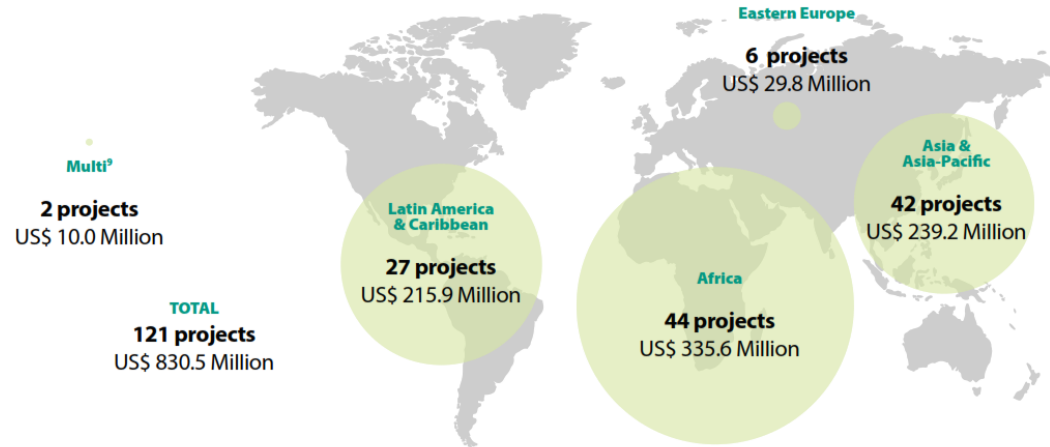 Eastern Europe
6 projects
US$ 29.8 Million
Multi⁹
2 projects
US$ 10.0 Million
Latin America
& Caribbean
27 projects
US$ 215.9 Million
Asia &
Asia-Pacific
42 projects
US$ 239.2 Million
Africa
44 projects
US$ 335.6 Million
TOTAL
121 projects
US$ 830.5 Million